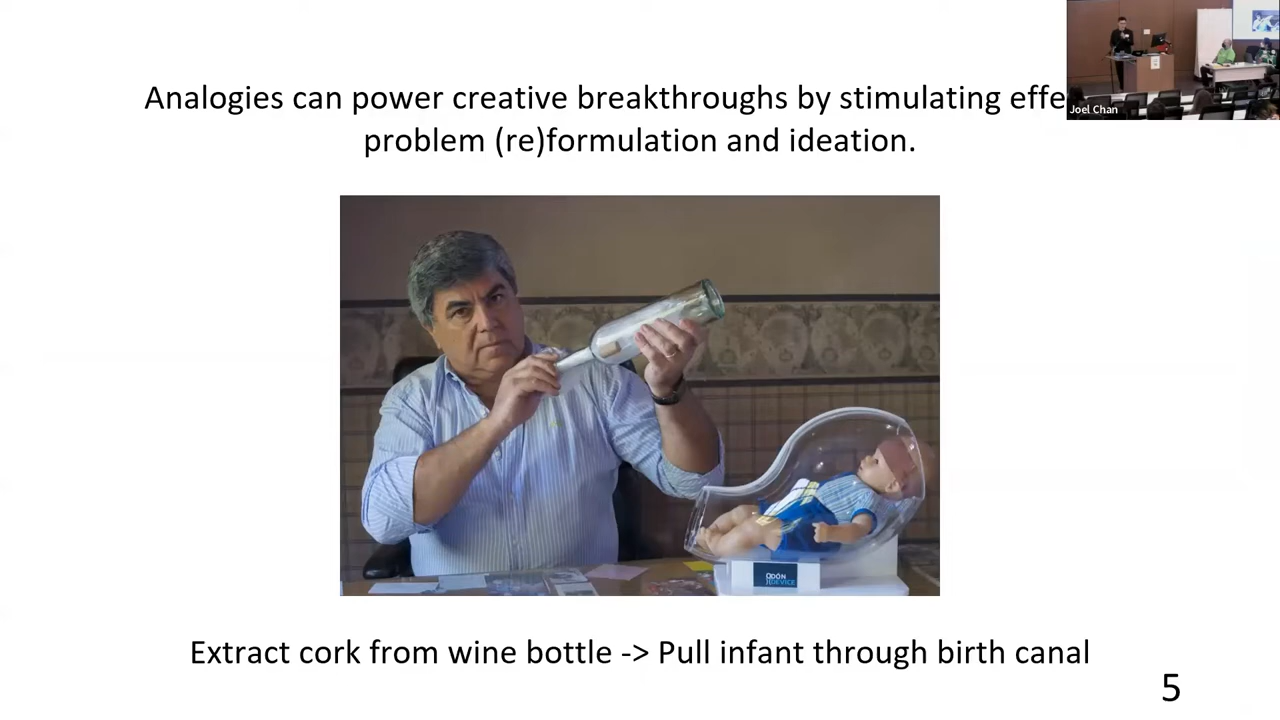 Analogies can power creative breakthroughs by stimulating
problem (re)formulation and ideation.
Joel Chan
ODÓN
DEVICE
Extract cork from wine bottle -> Pull infant through birth canal
5